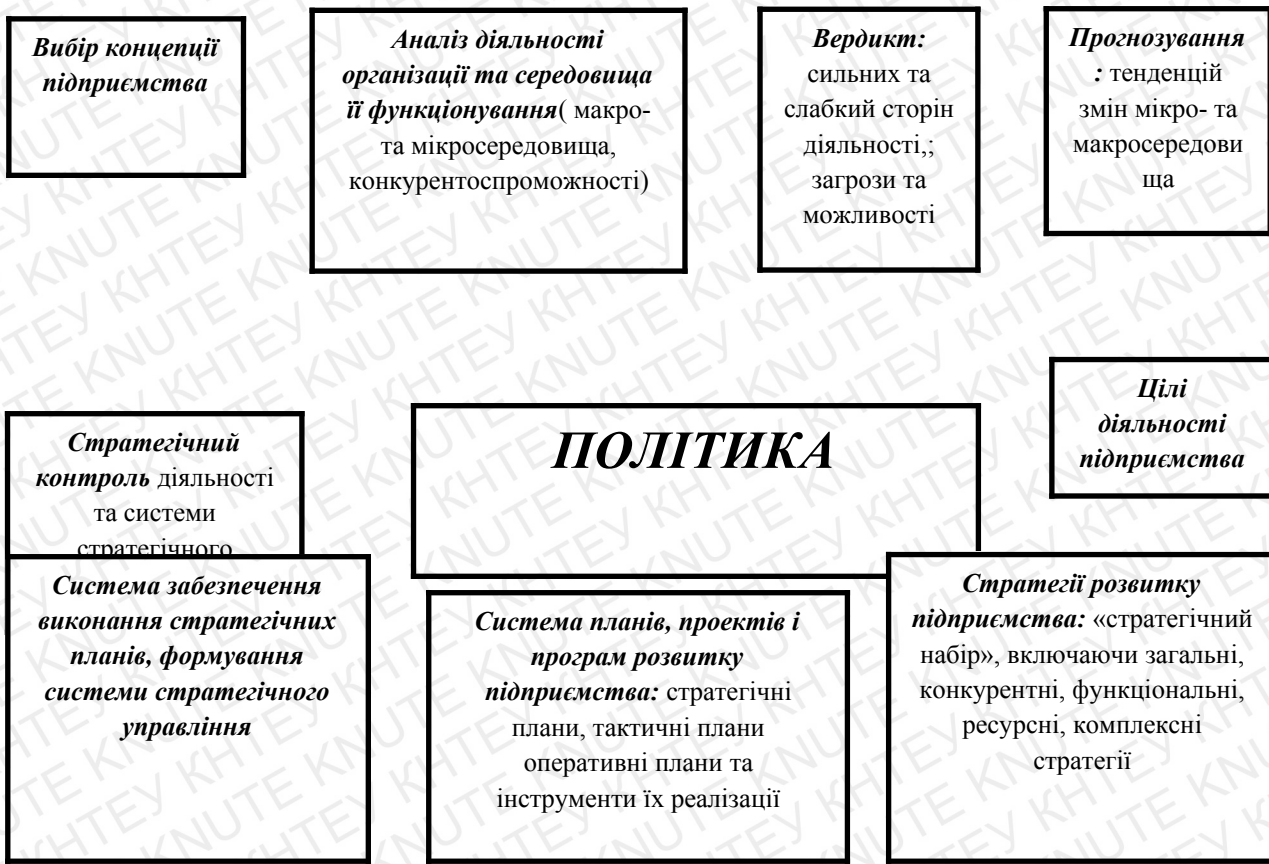 Вибір концепції
підприємства
Аналіз діяльності
організації та середовища
її функціонування( макро-
та мікросередовища,
конкурентоспроможності)
Вердикт:
сильних та
слабкий сторін
діяльності,;
загрози та
можливості
Прогнозування
: тенденцій
змін мікро- та
макросередови
ща
Стратегічний
контроль діяльності
та системи
стратегічного
ПОЛІТИКА
Цілі
діяльності
підприємства
Система забезпечення
виконання стратегічних
планів, формування
системи стратегічного
управління
Система планів, проектів і
програм розвитку
підприємства: стратегічні
плани, тактичні плани
оперативні плани та
інструменти їх реалізації
Стратегії розвитку
підприємства: «стратегічний
набір», включаючи загальні,
конкурентні, функціональні,
ресурсні, комплексні
стратегії